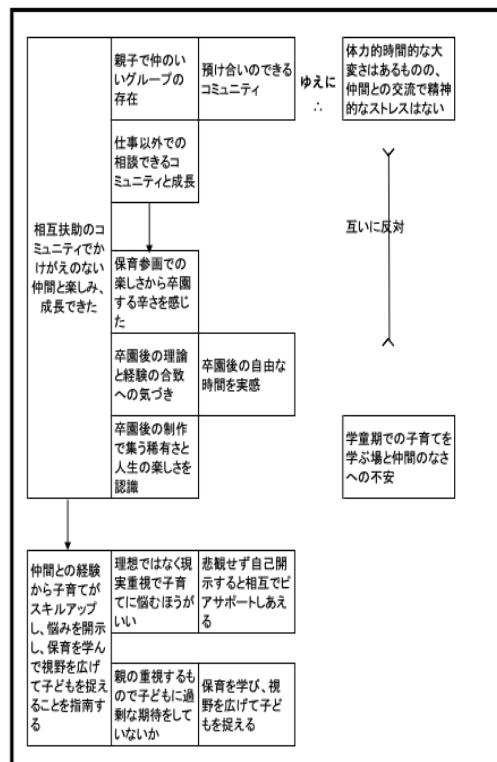 親子で仲のい
いグループの
存在
預け合いのできる
コミュニティ
ゆえに
∴
体力的時間的な大
変さはあるものの、
仲間との交流で精神
的なストレスはない
仕事以外での
相談できるコ
ミュニティと成長
相互扶助のコ
ミュニティでか
けがえのない
仲間と楽しみ、
成長できた
互いに反対
保育参画での
楽しさから卒園
する辛さを感じ
た
卒園後の理論
と経験の合致
への気づき
卒園後の自由な
時間を実感
卒園後の制作
で集う稀有さと
人生の楽しさを
認識
学童期での子育てを
学ぶ場と仲間のなさ
への不安
仲間との経験
から子育てが
スキルアップ
し、悩みを開示
し、保育を学ん
で視野を広げ
て子どもを捉え
ることを指南す
る
理想ではなく現
実重視で子育
てに悩むほうが
いい
悲観せず自己開
示すると相互でピ
アサポートしあえ
る
親の重視するも
ので子どもに過
剰な期待をして
いないか
保育を学び、視
野を広げて子ど
もを捉える